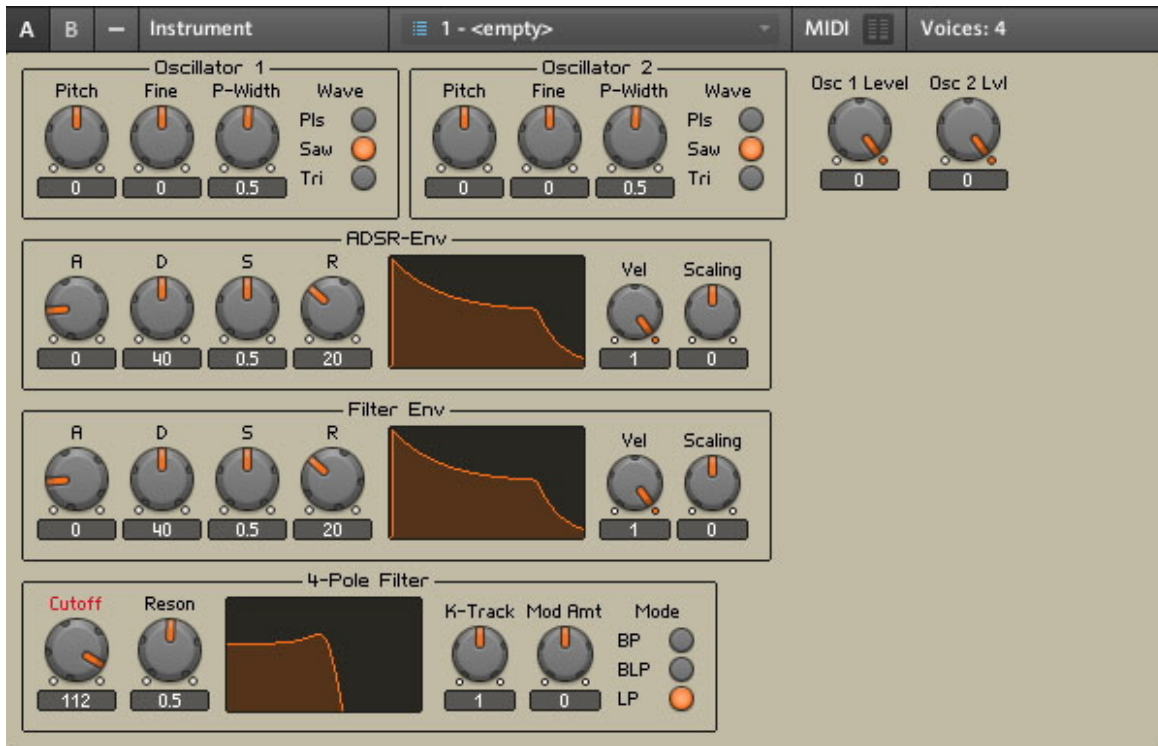 A B – Instrument 1 - <empty> MIDI Voices: 4
Oscillator 1 Oscillator 2
Pitch Fine P-Width Wave Pitch Fine P-Width Wave Osc 1 Level Osc 2 Lvl
Pls Pls
Saw Saw
Tri Tri
0 0 0.5 0 0 0.5 0 0
ADSR-Env
A D S R Vel Scaling
0 40 0.5 20 1 0
Filter Env
A D S R Vel Scaling
0 40 0.5 20 1 0
4-Pole Filter
Cutoff Reson K-Track Mod Amt Mode
BP
BLP
112 0.5 1 0 LP